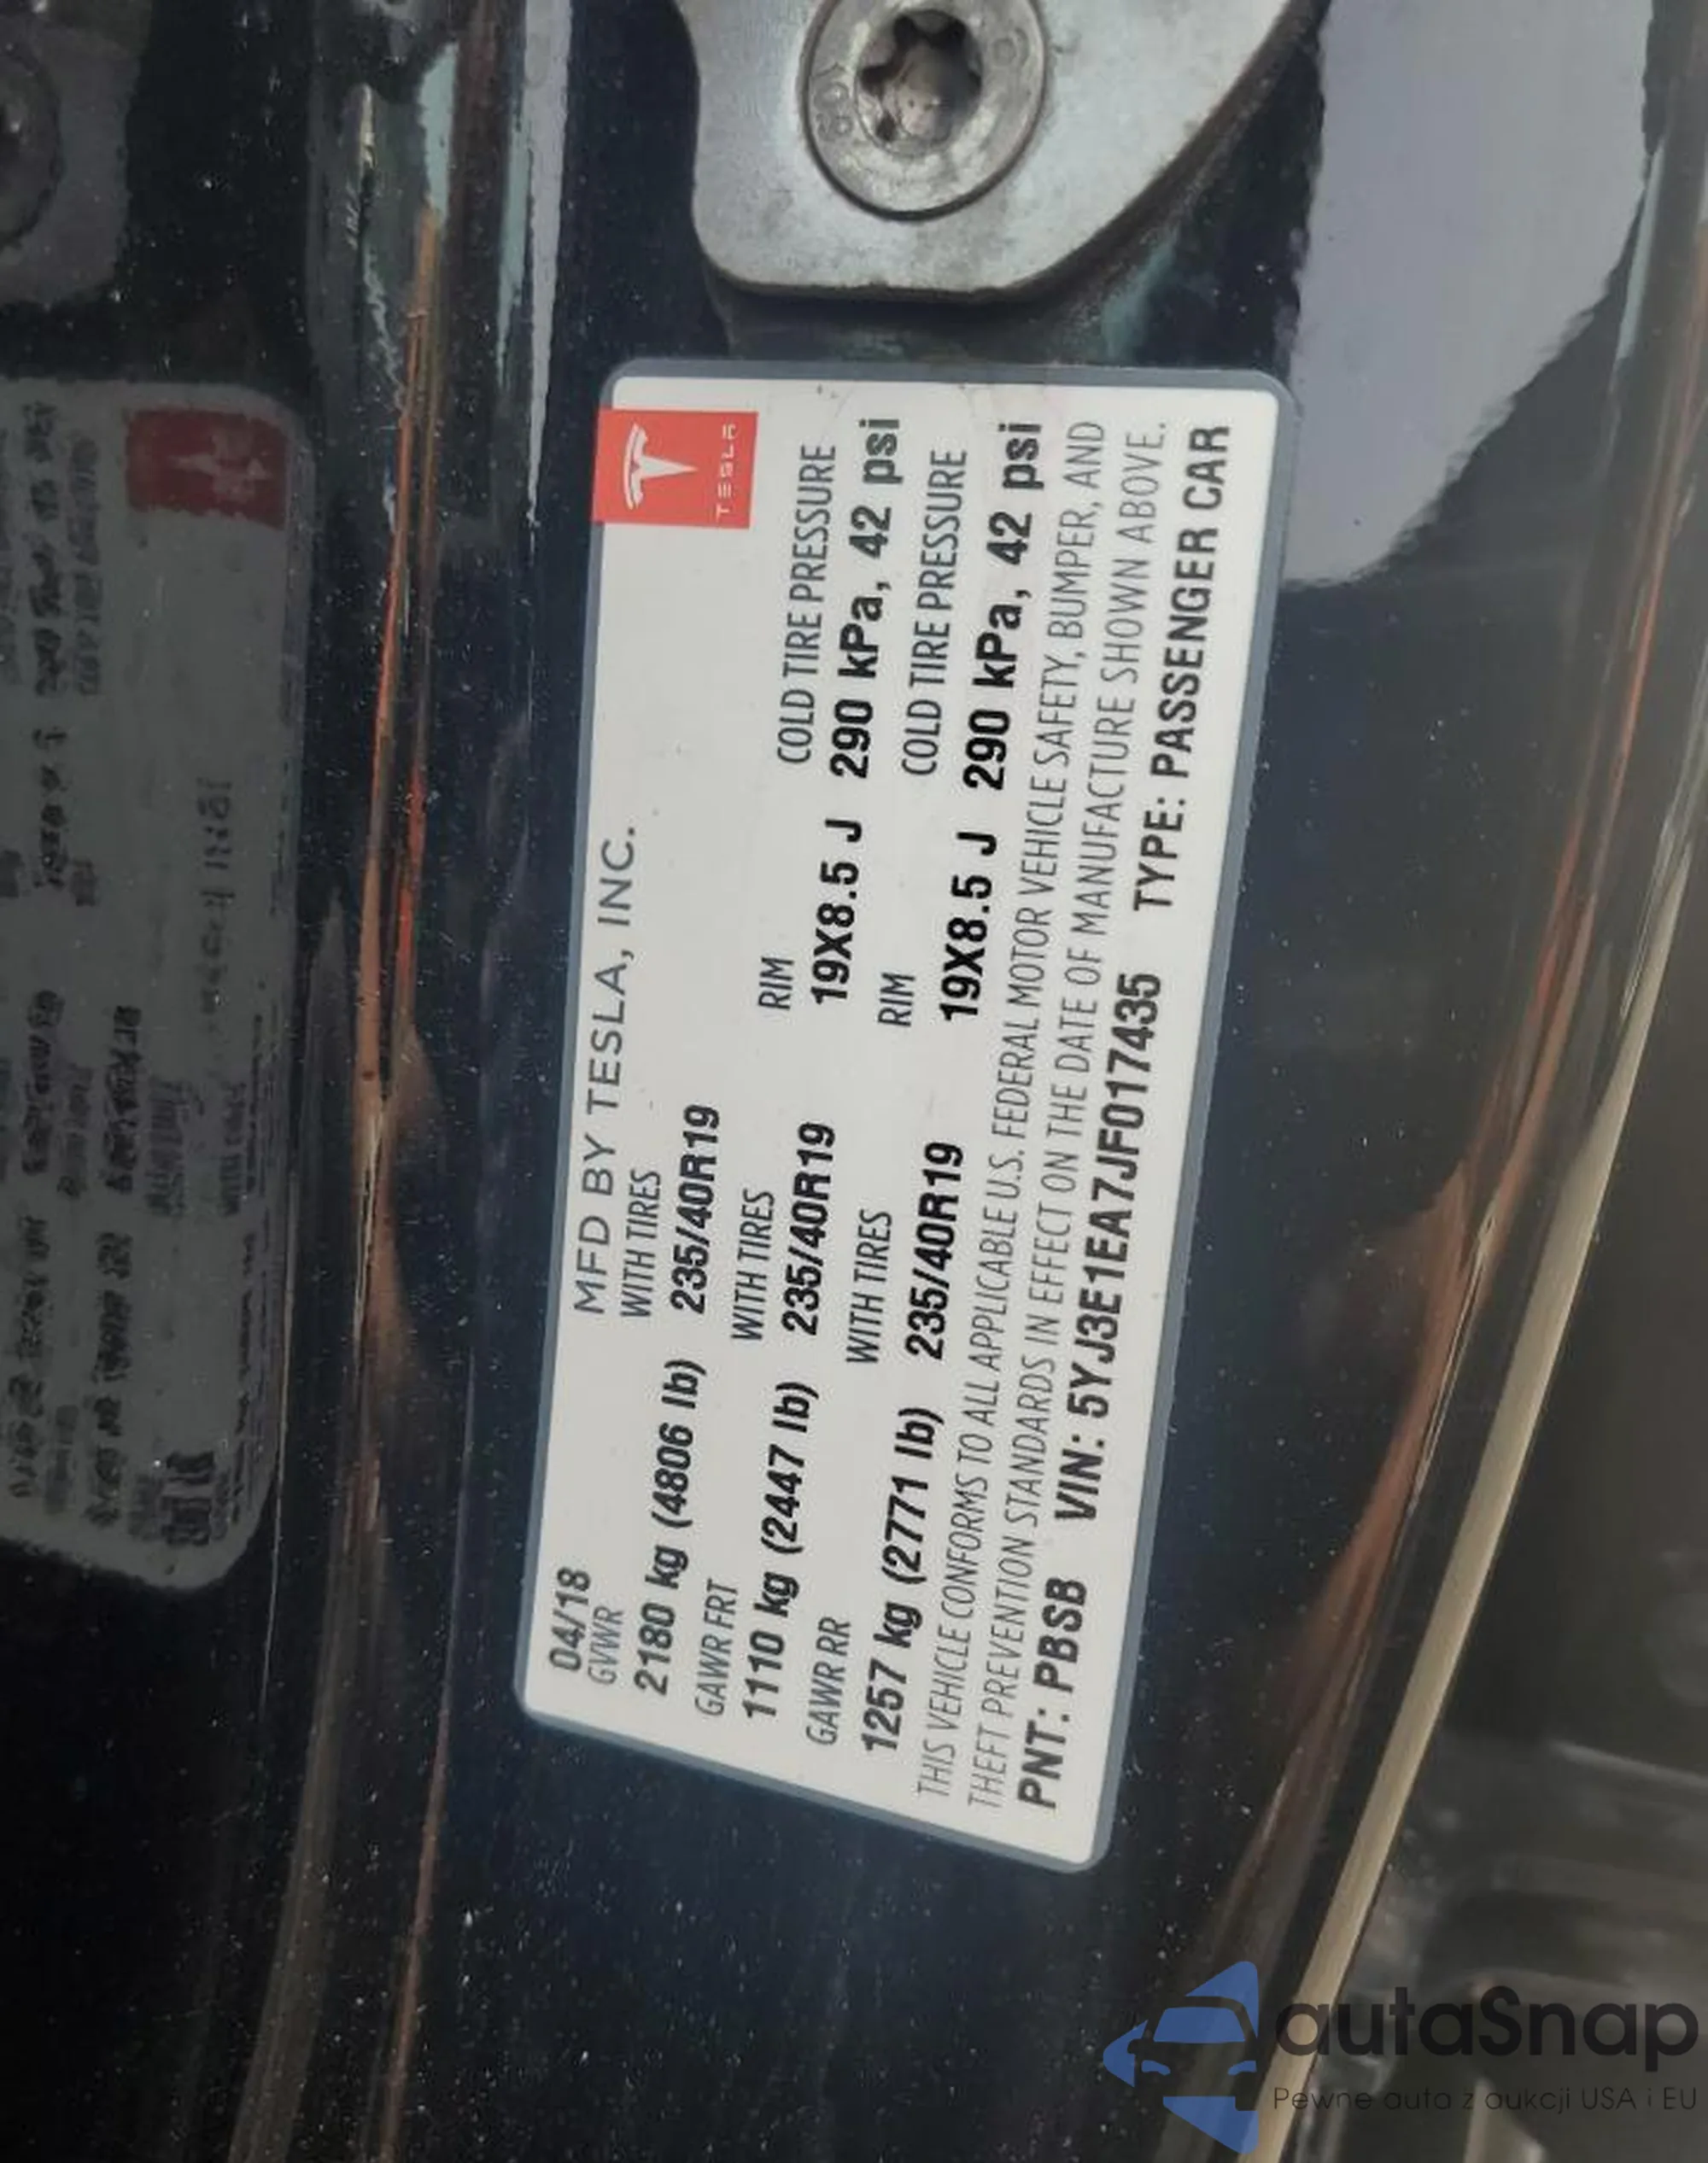 TESLA
04/18 MFD BY TESLA, INC.
GVWR WITH TIRES
2180 kg (4806 lb) 235/40R19
GAWR FRT WITH TIRES RIM COLD TIRE PRESSURE
1110 kg (2447 lb) 235/40R19 19X8.5 J 290 kPa, 42 psi
GAWR RR WITH TIRES RIM COLD TIRE PRESSURE
1257 kg (2771 lb) 235/40R19 19X8.5 J 290 kPa, 42 psi
THIS VEHICLE CONFORMS TO ALL APPLICABLE U.S. FEDERAL MOTOR VEHICLE SAFETY, BUMPER, AND
THEFT PREVENTION STANDARDS IN EFFECT ON THE DATE OF MANUFACTURE SHOWN ABOVE.
PNT: PBSB VIN: 5YJ3E1EA7JF017435 TYPE: PASSENGER CAR
autaSnap
Pewne auta z aukcji USA i EU